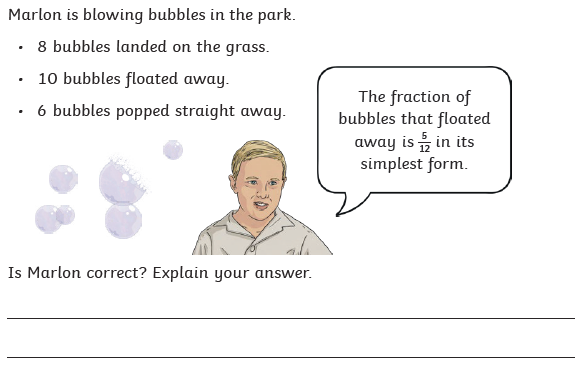 Marlon is blowing bubbles in the park.
• 8 bubbles landed on the grass.
• 10 bubbles floated away.
• 6 bubbles popped straight away.
The fraction of
bubbles that floated
away is 5/12 in its
simplest form.
Is Marlon correct? Explain your answer.